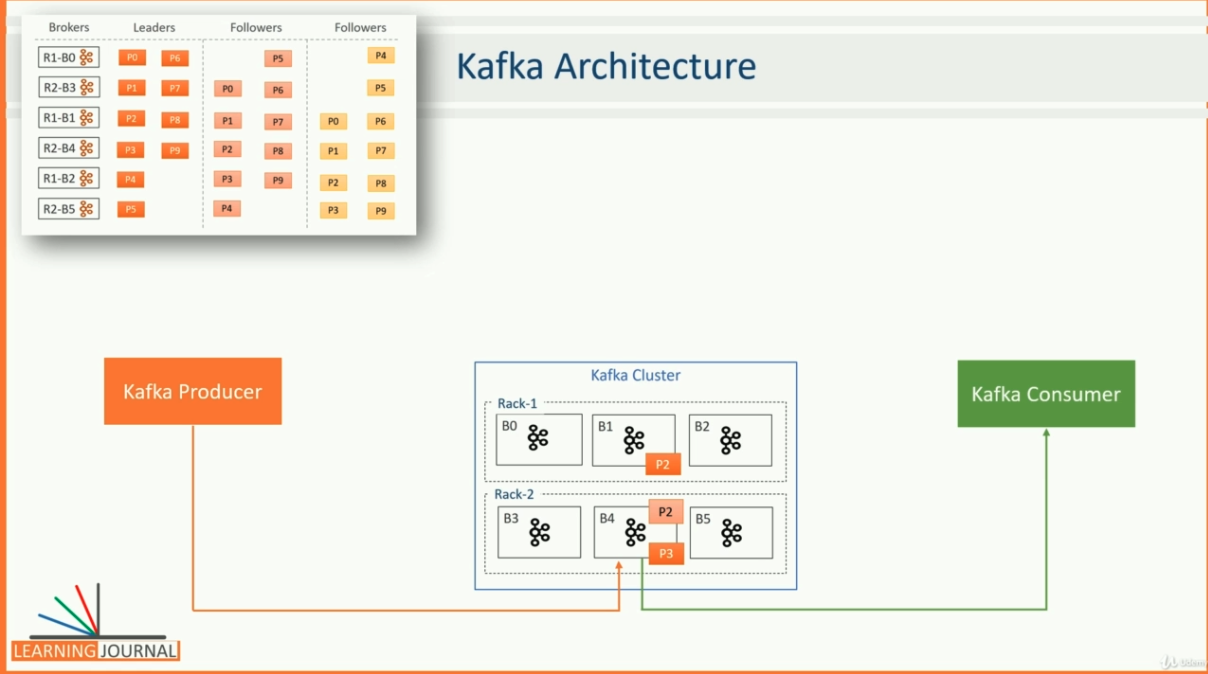 Brokers Leaders Followers Followers
R1-B0 P0 P6 P5 P4
R2-B3 P1 P7 P0 P6 P5
R1-B1 P2 P8 P1 P7 P0 P6
R2-B4 P3 P9 P2 P8 P1 P7
R1-B2 P4 P3 P9 P2 P8
R2-B5 P5 P4 P3 P9
Kafka Architecture
Kafka Producer
Kafka Cluster
Rack-1
B0 B1 B2
P2
Rack-2
B3 B4 P2 B5
P3
Kafka Consumer
LEARNING JOURNAL
Udemy